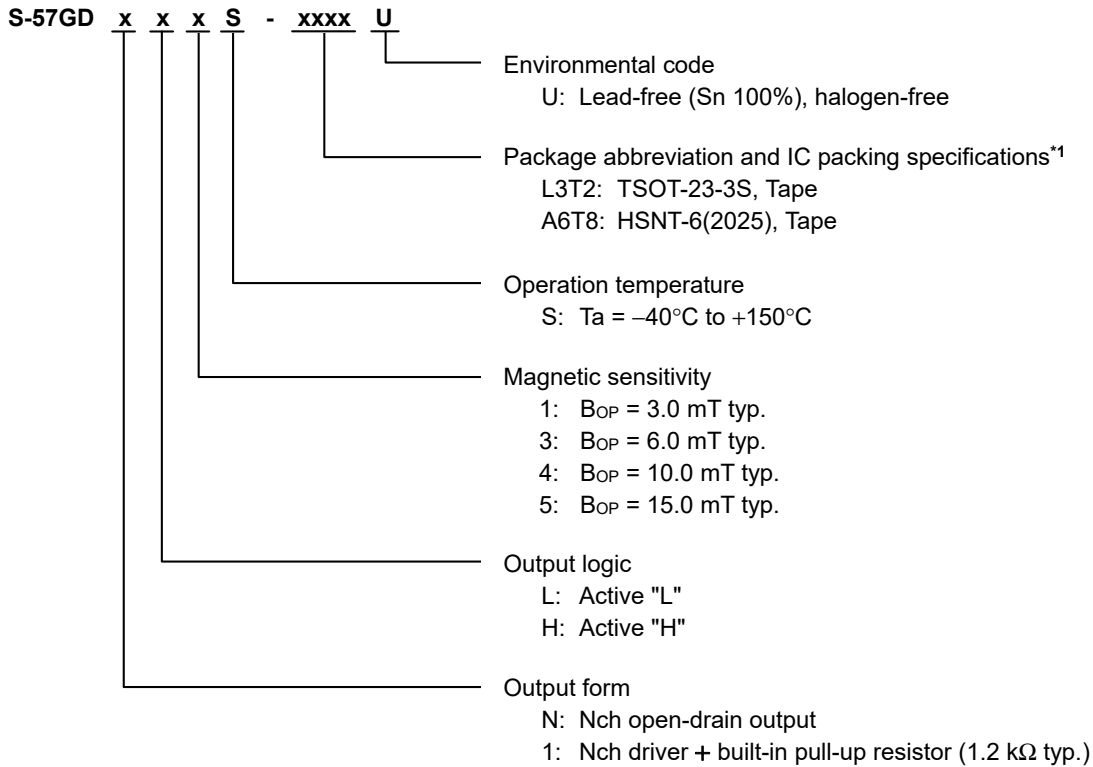 S-57GD x x x S - xxxx U
Environmental code
U: Lead-free (Sn 100%), halogen-free
Package abbreviation and IC packing specifications*1
L3T2: TSOT-23-3S, Tape
A6T8: HSNT-6(2025), Tape
Operation temperature
S: Ta = −40°C to +150°C
Magnetic sensitivity
1: BOP = 3.0 mT typ.
3: BOP = 6.0 mT typ.
4: BOP = 10.0 mT typ.
5: BOP = 15.0 mT typ.
Output logic
L: Active "L"
H: Active "H"
Output form
N: Nch open-drain output
1: Nch driver + built-in pull-up resistor (1.2 kΩ typ.)